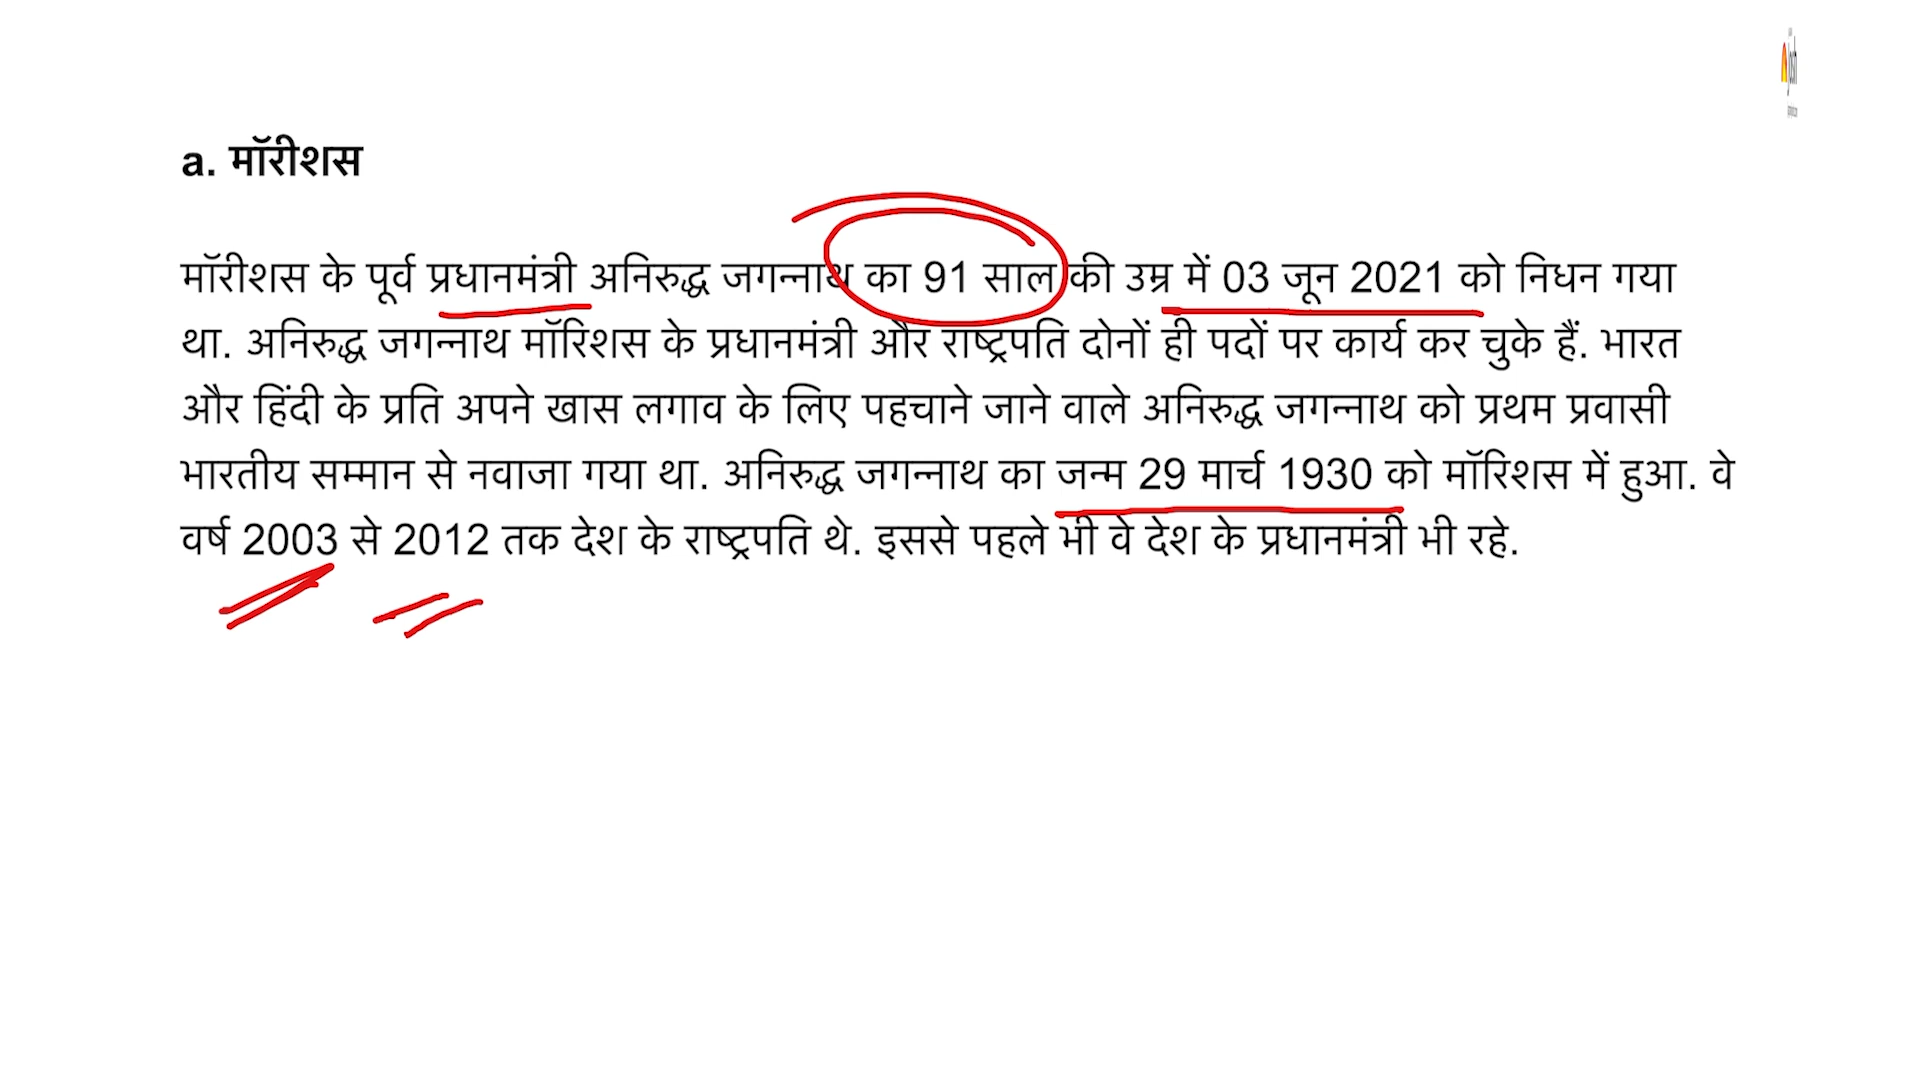 a. मॉरीशस
मॉरीशस के पूर्व प्रधानमंत्री अनिरुद्ध जगन्नाथ का 91 साल की उम्र में 03 जून 2021 को निधन गया
था. अनिरुद्ध जगन्नाथ मॉरिशस के प्रधानमंत्री और राष्ट्रपति दोनों ही पदों पर कार्य कर चुके हैं. भारत
और हिंदी के प्रति अपने खास लगाव के लिए पहचाने जाने वाले अनिरुद्ध जगन्नाथ को प्रथम प्रवासी
भारतीय सम्मान से नवाजा गया था. अनिरुद्ध जगन्नाथ का जन्म 29 मार्च 1930 को मॉरिशस में हुआ. वे
वर्ष 2003 से 2012 तक देश के राष्ट्रपति थे. इससे पहले भी वे देश के प्रधानमंत्री भी रहे.